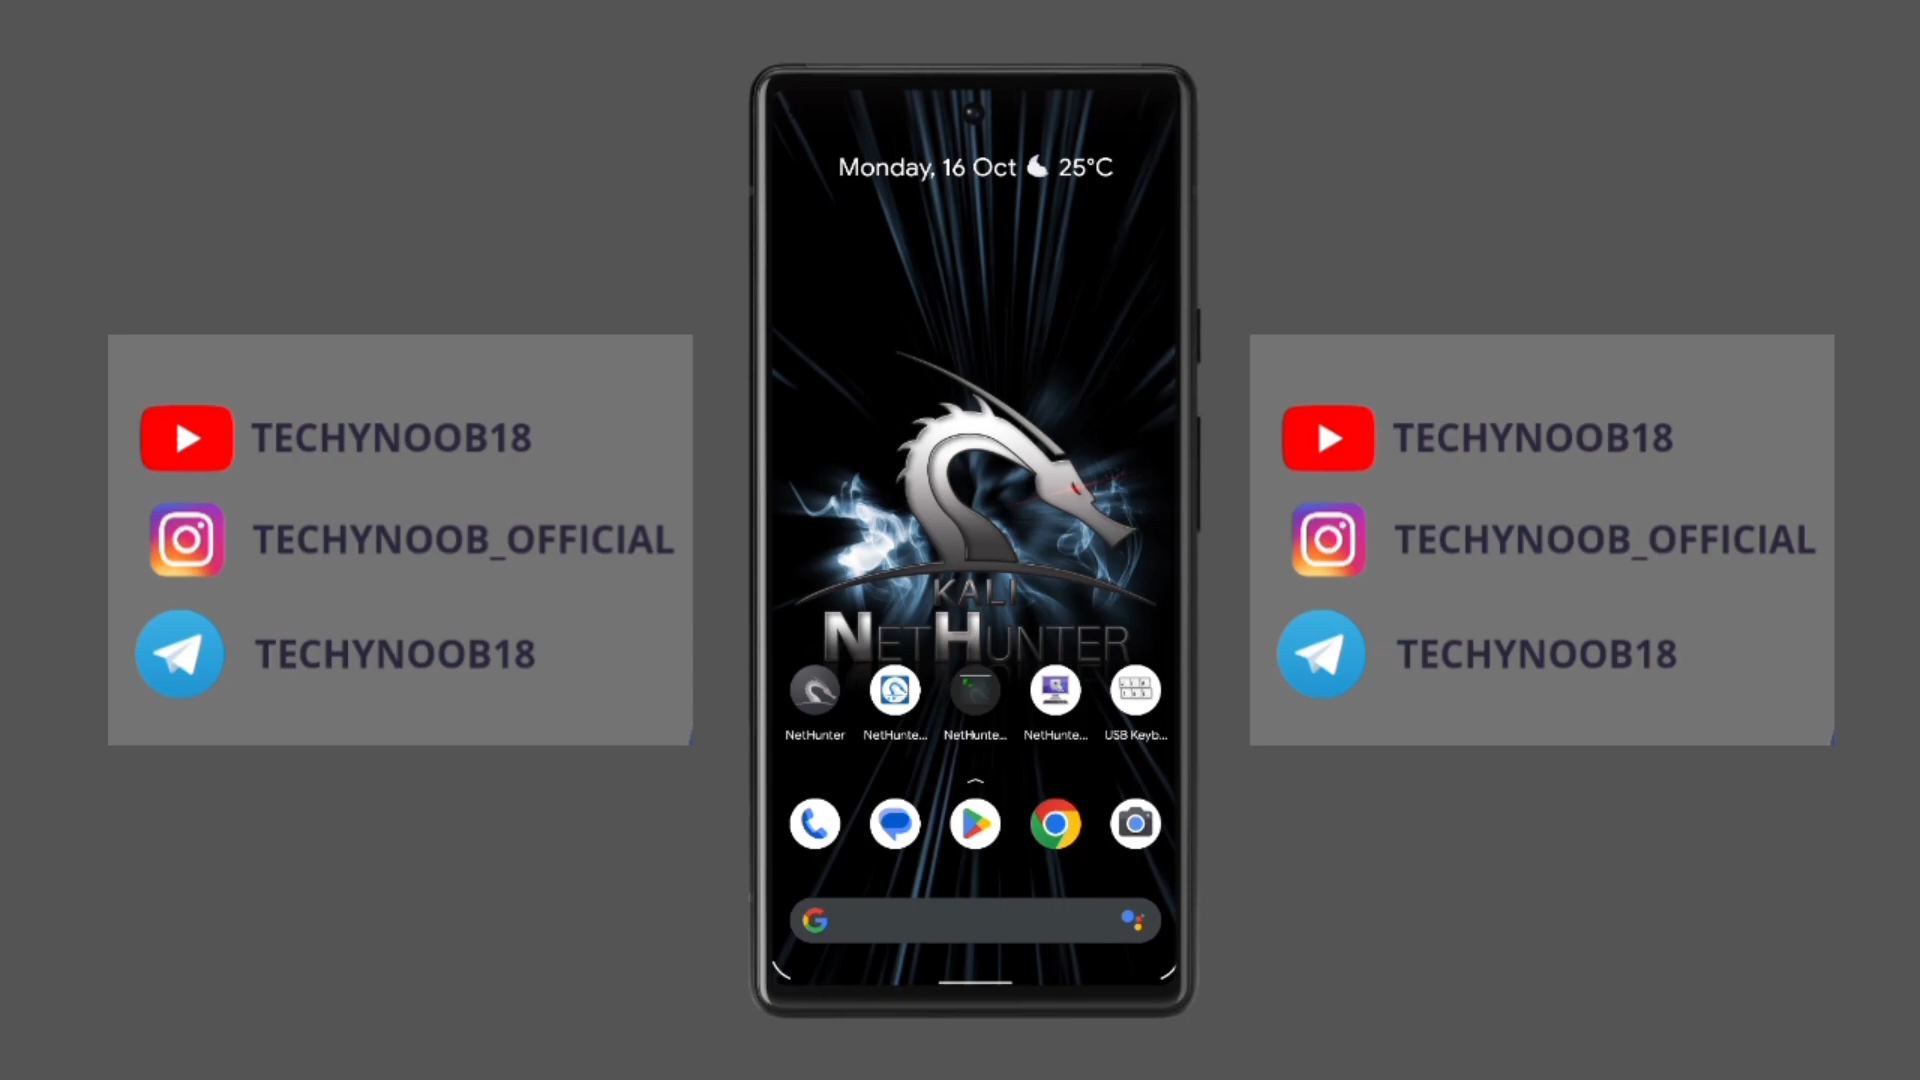 TECHYNOOB18
TECHYNOOB_OFFICIAL
TECHYNOOB18
Monday, 16 Oct 25°C
KALI
NETHUNTER
NetHunter NetHunte... NetHunte... NetHunte... USB Keyb...
TECHYNOOB18
TECHYNOOB_OFFICIAL
TECHYNOOB18